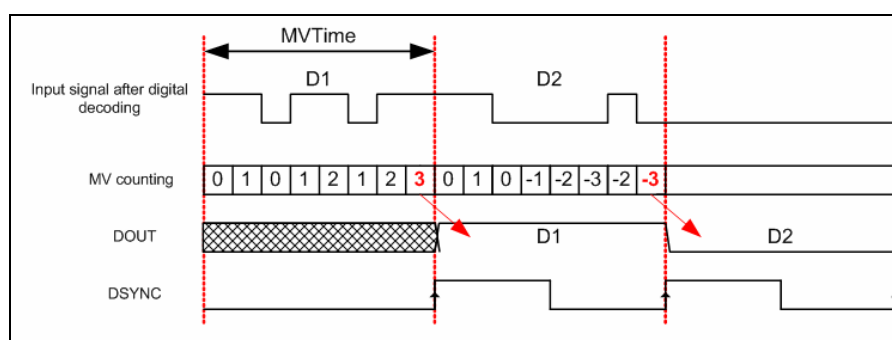 MVTime
D1 D2
Input signal after digital
decoding
MV counting 0 1 0 1 2 1 2 3 0 1 0 -1 -2 -3 -2 -3
DOUT D1 D2
DSYNC